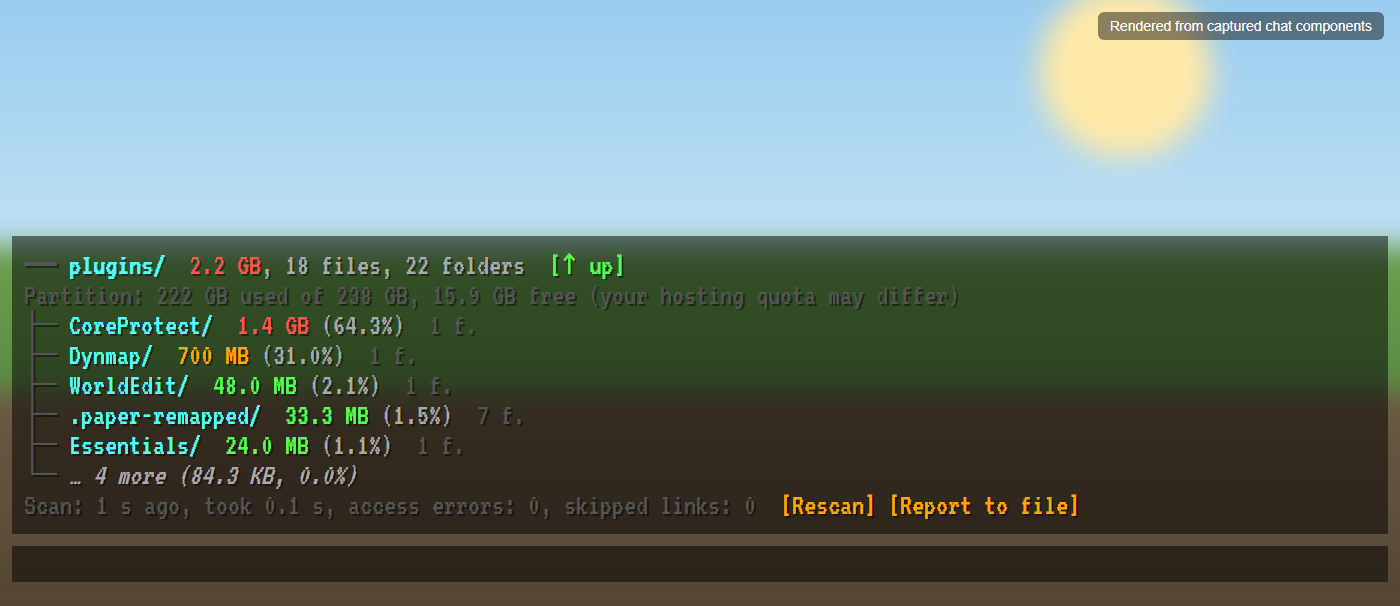 Rendered from captured chat components
── plugins/ 2.2 GB, 18 files, 22 folders [↑ up]
Partition: 222 GB used of 238 GB, 15.9 GB free (your hosting quota may differ)
├─ CoreProtect/ 1.4 GB (64.3%) 1 f.
├─ Dynmap/ 700 MB (31.0%) 1 f.
├─ WorldEdit/ 48.0 MB (2.1%) 1 f.
├─ .paper-remapped/ 33.3 MB (1.5%) 7 f.
├─ Essentials/ 24.0 MB (1.1%) 1 f.
└─ … 4 more (84.3 KB, 0.0%)
Scan: 1 s ago, took 0.1 s, access errors: 0, skipped links: 0 [Rescan] [Report to file]